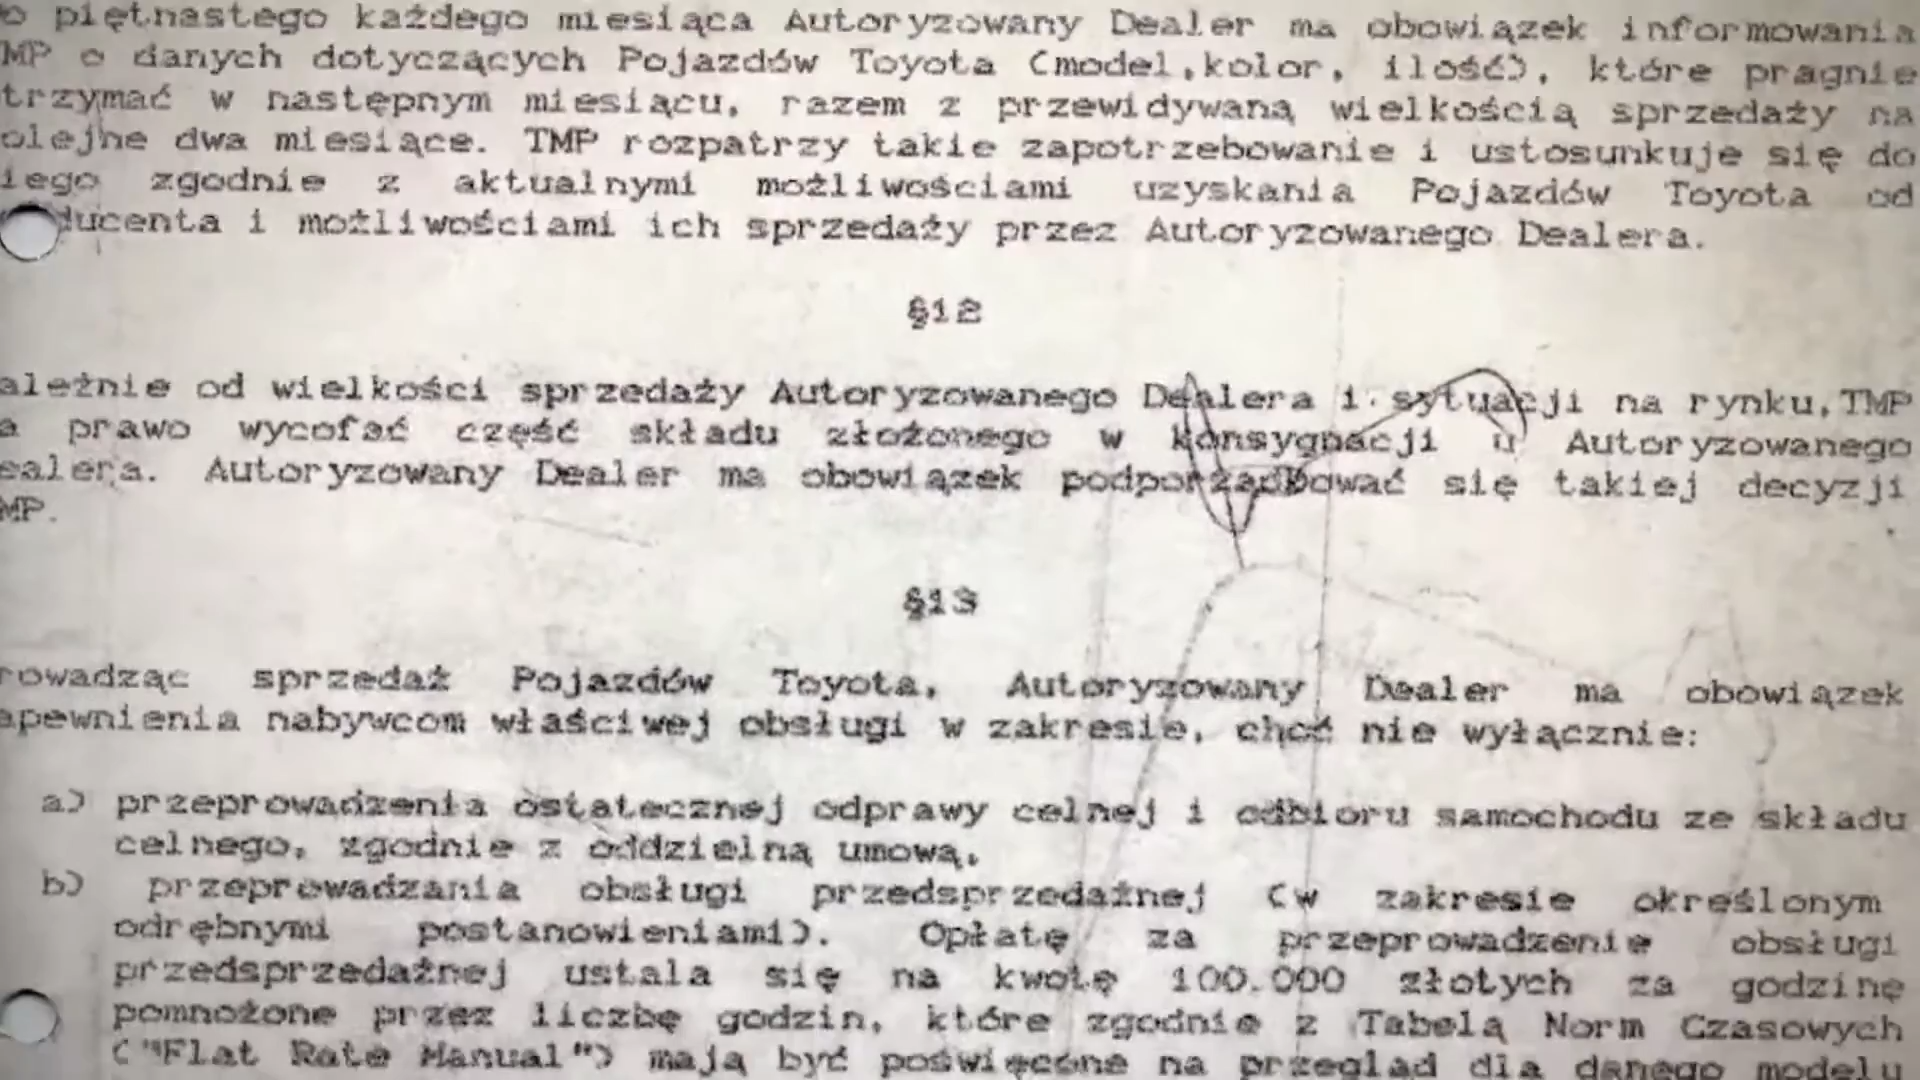 o piętnastego każdego miesiąca Autoryzowany Dealer ma obowiązek informowania
MP o danych dotyczących Pojazdów Toyota (model,kolor, ilość), które pragnie
trzymać w następnym miesiącu, razem z przewidywaną wielkością sprzedaży na
olejne dwa miesiące. TMP rozpatrzy takie zapotrzebowanie i ustosunkuje się do
iego zgodnie z aktualnymi możliwościami uzyskania Pojazdów Toyota od
ducenta i możliwościami ich sprzedaży przez Autoryzowanego Dealera.
§12
ależnie od wielkości sprzedaży Autoryzowanego Dealera i sytuacji na rynku,TMP
a prawo wycofać część składu złożonego w konsygnacji u Autoryzowanego
ealera. Autoryzowany Dealer ma obowiązek podporządkować się takiej decyzji
MP.
§13
rowadząc sprzedaż Pojazdów Toyota, Autoryzowany Dealer ma obowiązek
apewnienia nabywcom właściwej obsługi w zakresie, choć nie wyłącznie:
a) przeprowadzenia ostatecznej odprawy celnej i odbioru samochodu ze składu
celnego, zgodnie z oddzielną umową,
b) przeprowadzania obsługi przedsprzedażnej (w zakresie określonym
odrębnymi postanowieniami). Opłatę za przeprowadzenie obsługi
przedsprzedażnej ustala się na kwotę 100.000 złotych za godzinę
pomnożone przez liczbę godzin, które zgodnie z Tabelą Norm Czasowych
("Flat Rate Manual") mają być poświęcone na przegląd dla danego modelu